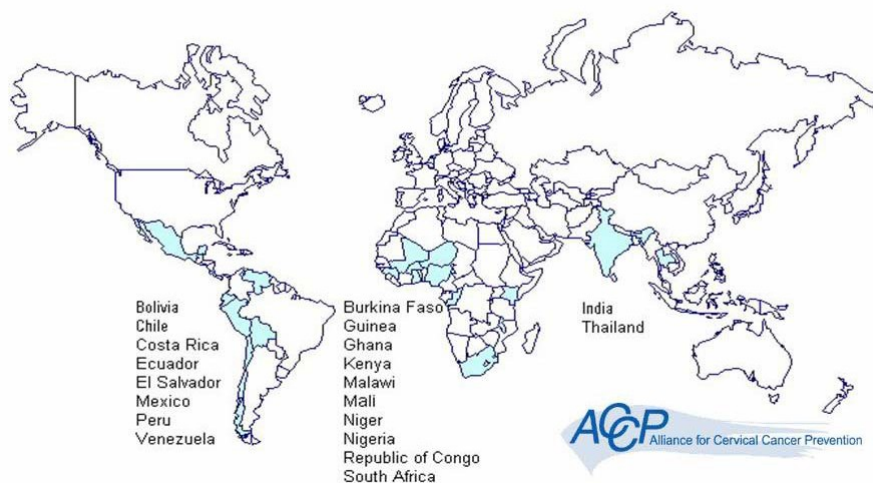 Bolivia
Chile
Costa Rica
Ecuador
El Salvador
Mexico
Peru
Venezuela
Burkina Faso
Guinea
Ghana
Kenya
Malawi
Mali
Niger
Nigeria
Republic of Congo
South Africa
India
Thailand
ACCP Alliance for Cervical Cancer Prevention